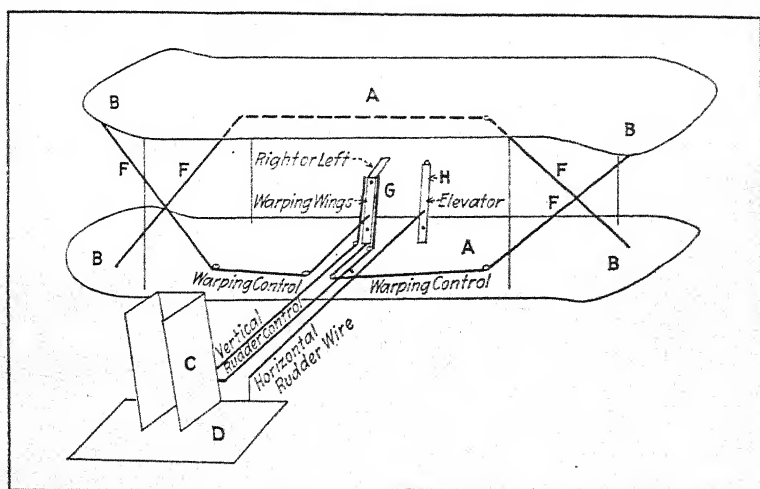 A
B
B
F
F
Right or Left
G
H
F
Warping Wings
Elevator
F
B
A
B
Warping Control
Warping Control
Vertical
Rudder Control
Horizontal
Rudder Wire
C
D